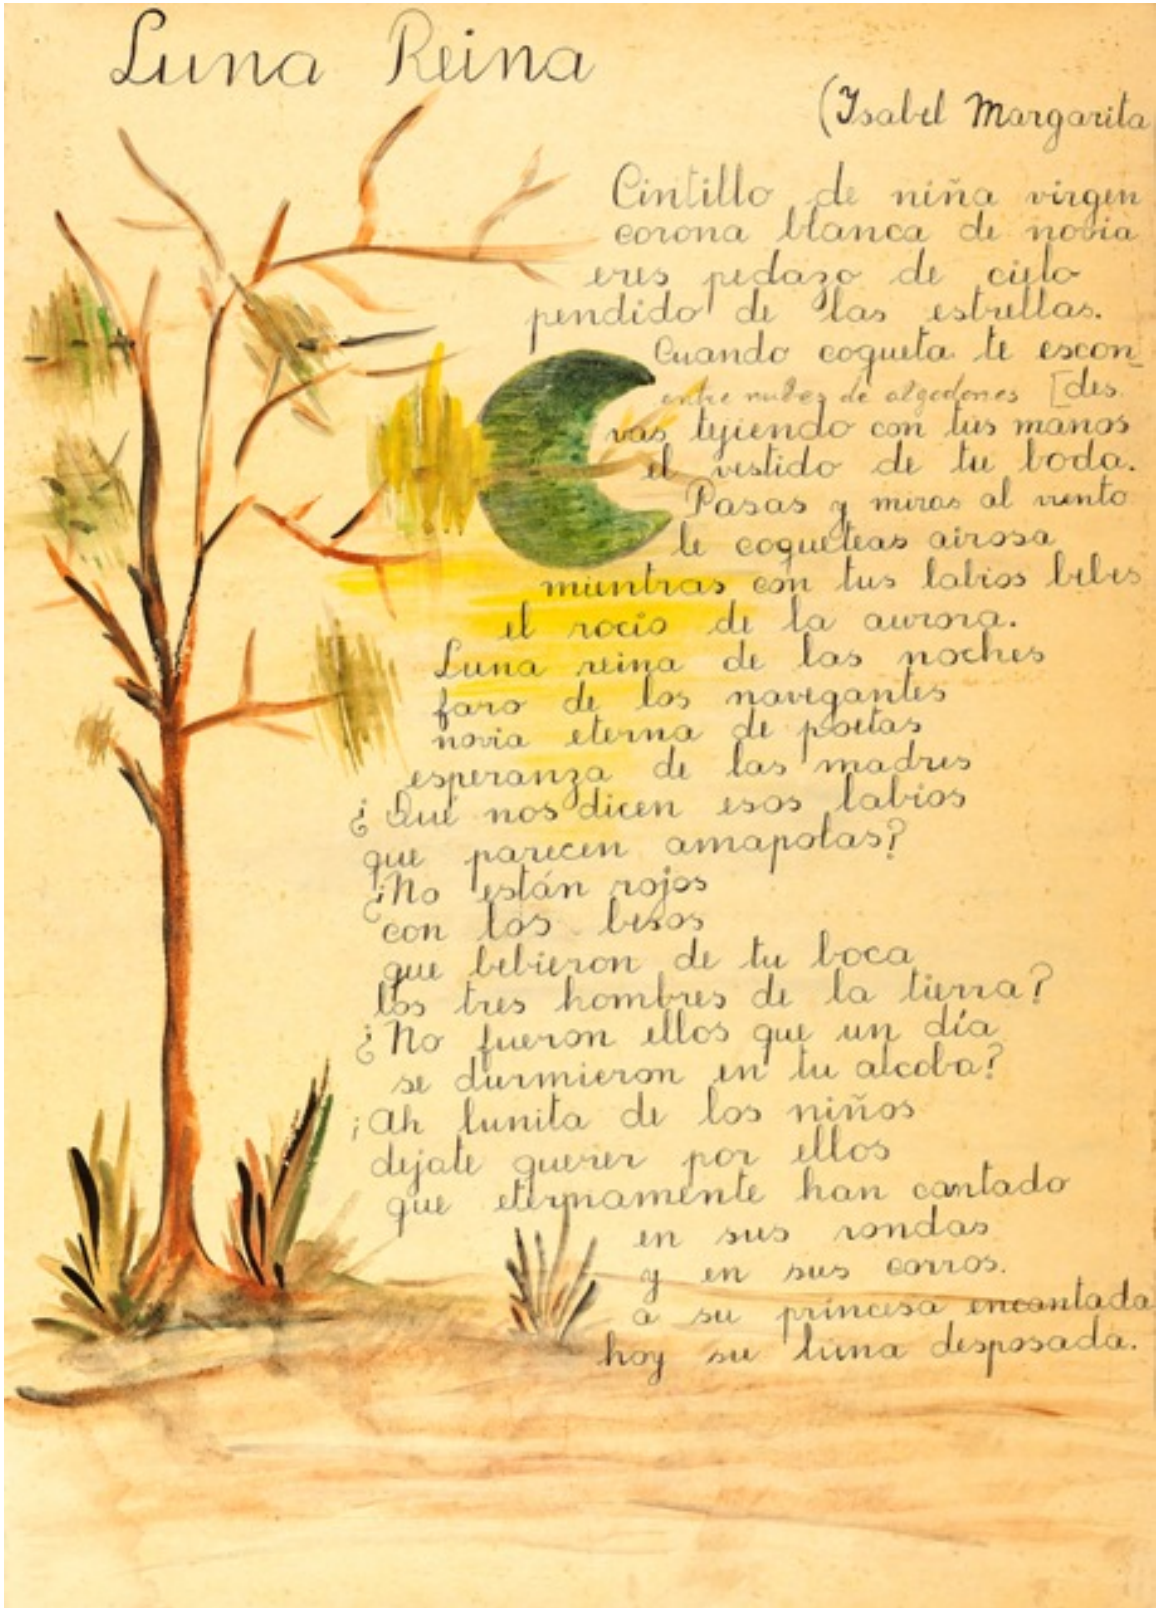 Luna Reina
(Isabel Margarita
Cintillo de niña virgen
corona blanca de novia
eres pedazo de cielo
pendido de las estrellas.
Cuando coqueta te escon_
entre nubes de algodones [des.
vas tejiendo con tus manos
el vestido de tu boda.
Pasas y miras al viento
le coqueteas airosa
mientras con tus labios bebes
el rocío de la aurora.
Luna reina de las noches
faro de los navegantes
novia eterna de poetas
esperanza de las madres
¿Qué nos dicen esos labios
que parecen amapolas?
¿No están rojos
con los besos
que bebieron de tu boca
los tres hombres de la tierra?
¿No fueron ellos que un día
se durmieron en tu alcoba?
¡Ah lunita de los niños
dejate querer por ellos
que eternamente han cantado
en sus rondas
y en sus corros.
a su princesa encantada
hoy su luna desposada.